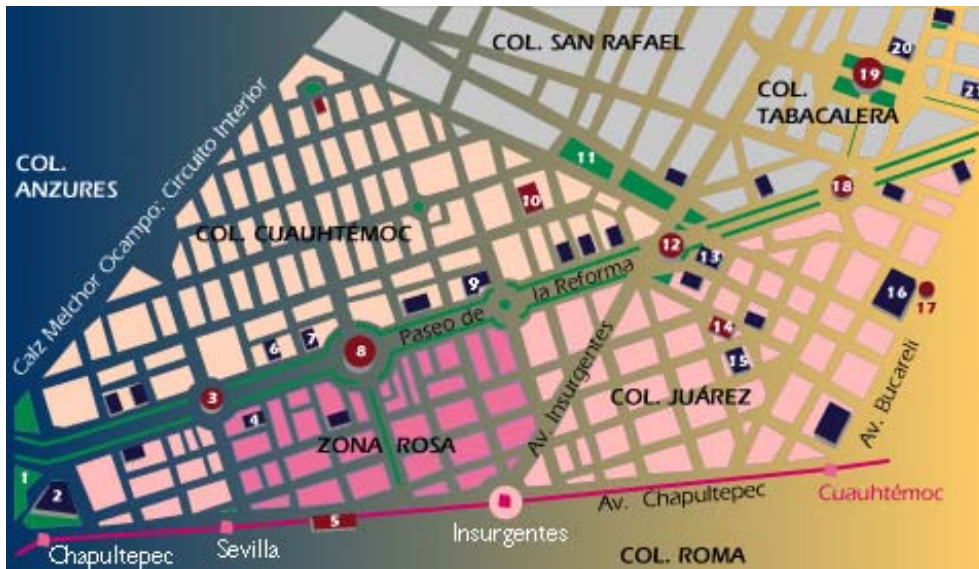 COL. SAN RAFAEL
20
19
COL.
TABACALERA
COL.
ANZURES
Calz Melchor Ocampo: Circuito Interior
11
18
10
COL. CUAUHTÉMOC
12
13
la Reforma
9
16
17
Paseo de
14
7
6
8
15
Av. Insurgentes
Av. Bucareli
3
COL. JUÁREZ
4
ZONA ROSA
1
2
Av. Chapultepec
Cuauhtémoc
5
Insurgentes
Chapultepec
Sevilla
COL. ROMA